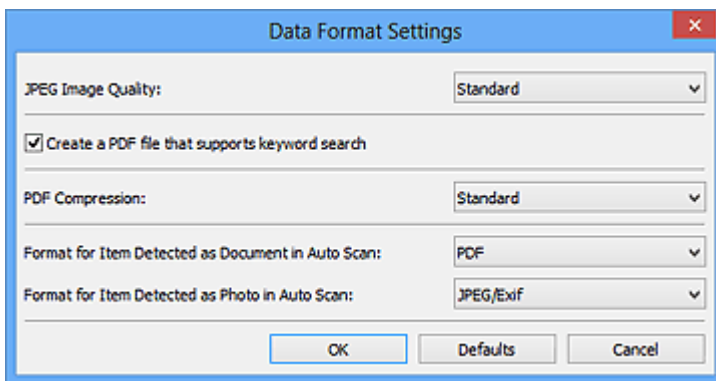 Data Format Settings
JPEG Image Quality: Standard
Create a PDF file that supports keyword search
PDF Compression: Standard
Format for Item Detected as Document in Auto Scan: PDF
Format for Item Detected as Photo in Auto Scan: JPEG/Exif
OK Defaults Cancel